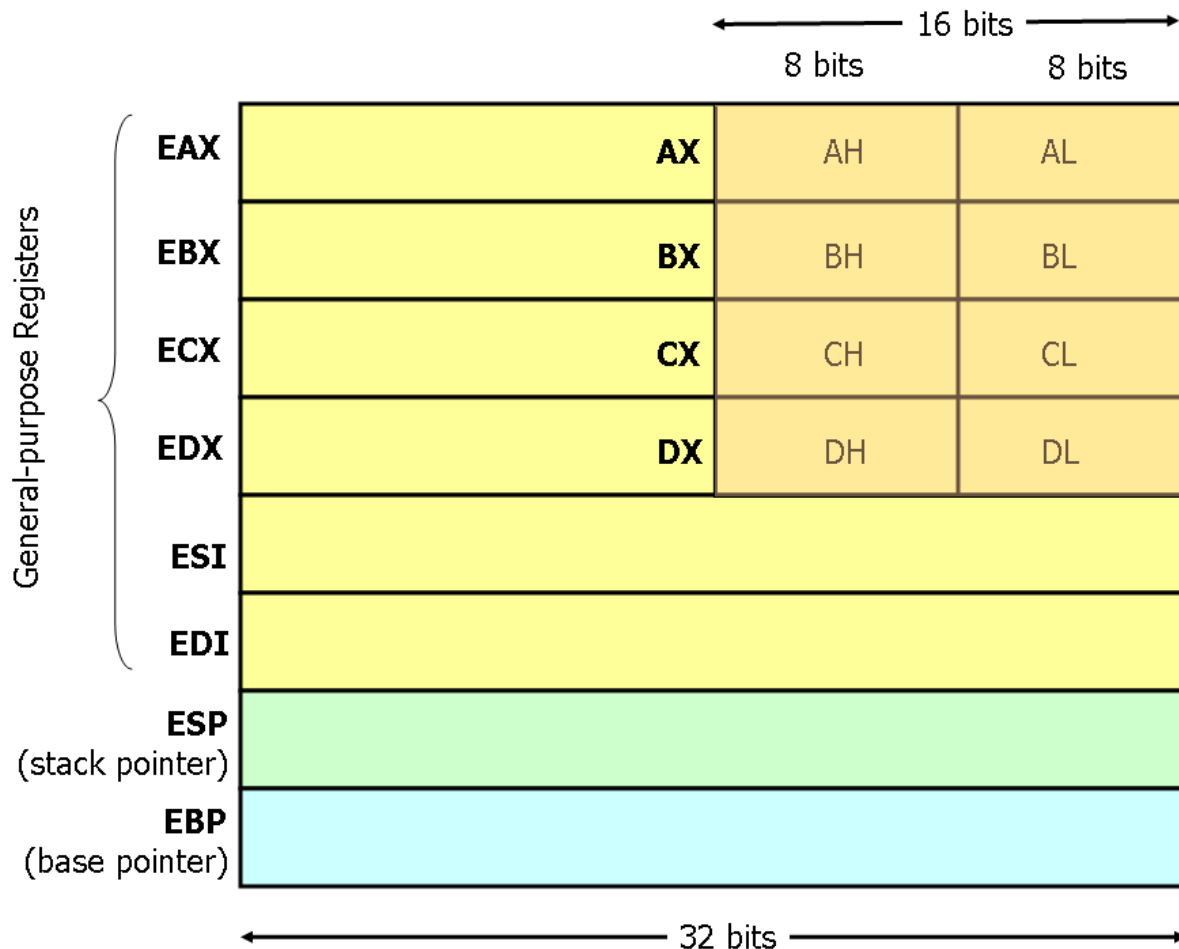 16 bits
8 bits 8 bits
General-purpose Registers
EAX AX AH AL
EBX BX BH BL
ECX CX CH CL
EDX DX DH DL
ESI
EDI
ESP
(stack pointer)
EBP
(base pointer)
32 bits